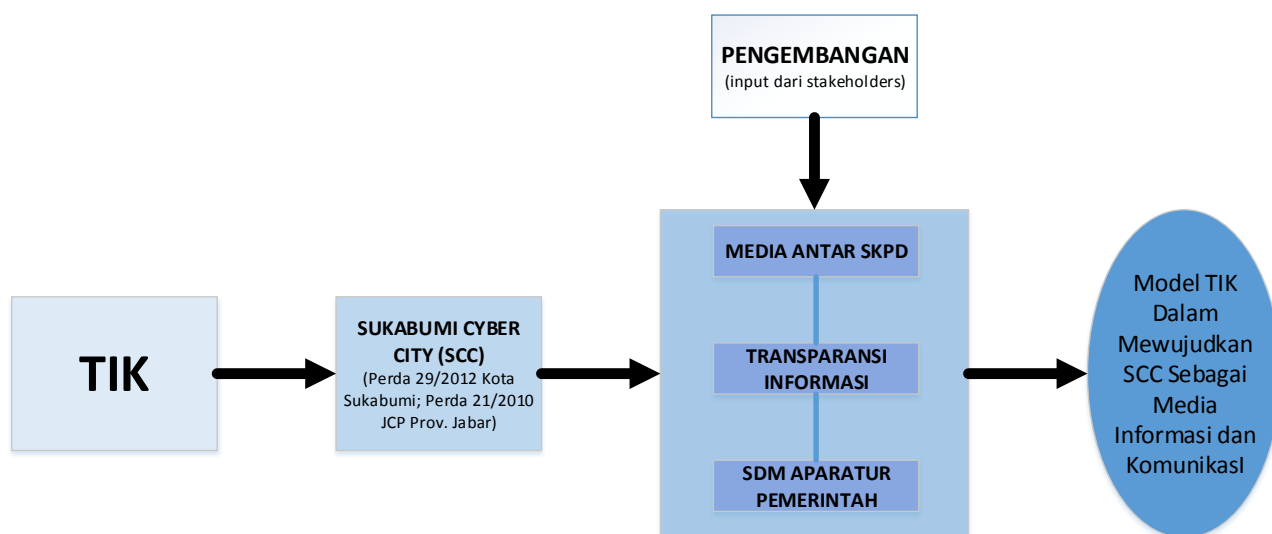 PENGEMBANGAN
(input dari stakeholders)
TIK
SUKABUMI CYBER
CITY (SCC)
(Perda 29/2012 Kota
Sukabumi; Perda 21/2010
JCP Prov. Jabar)
MEDIA ANTAR SKPD
TRANSPARANSI
INFORMASI
SDM APARATUR
PEMERINTAH
Model TIK
Dalam
Mewujudkan
SCC Sebagai
Media
Informasi dan
KomunikasI